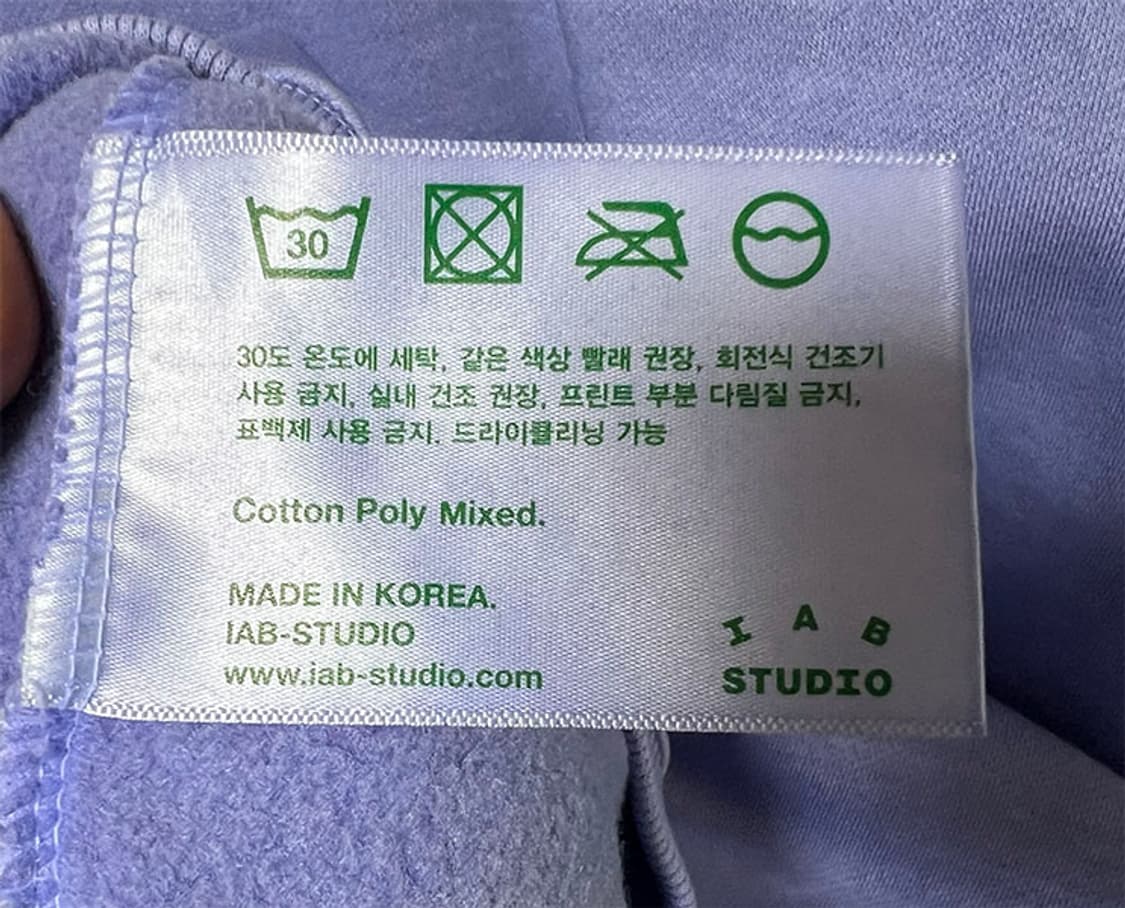 30
30도 온도에 세탁, 같은 색상 빨래 권장, 회전식 건조기
사용 금지, 실내 건조 권장, 프린트 부분 다림질 금지,
표백제 사용 금지. 드라이클리닝 가능
Cotton Poly Mixed.
MADE IN KOREA.
IAB-STUDIO
www.iab-studio.com
I A B
STUDIO